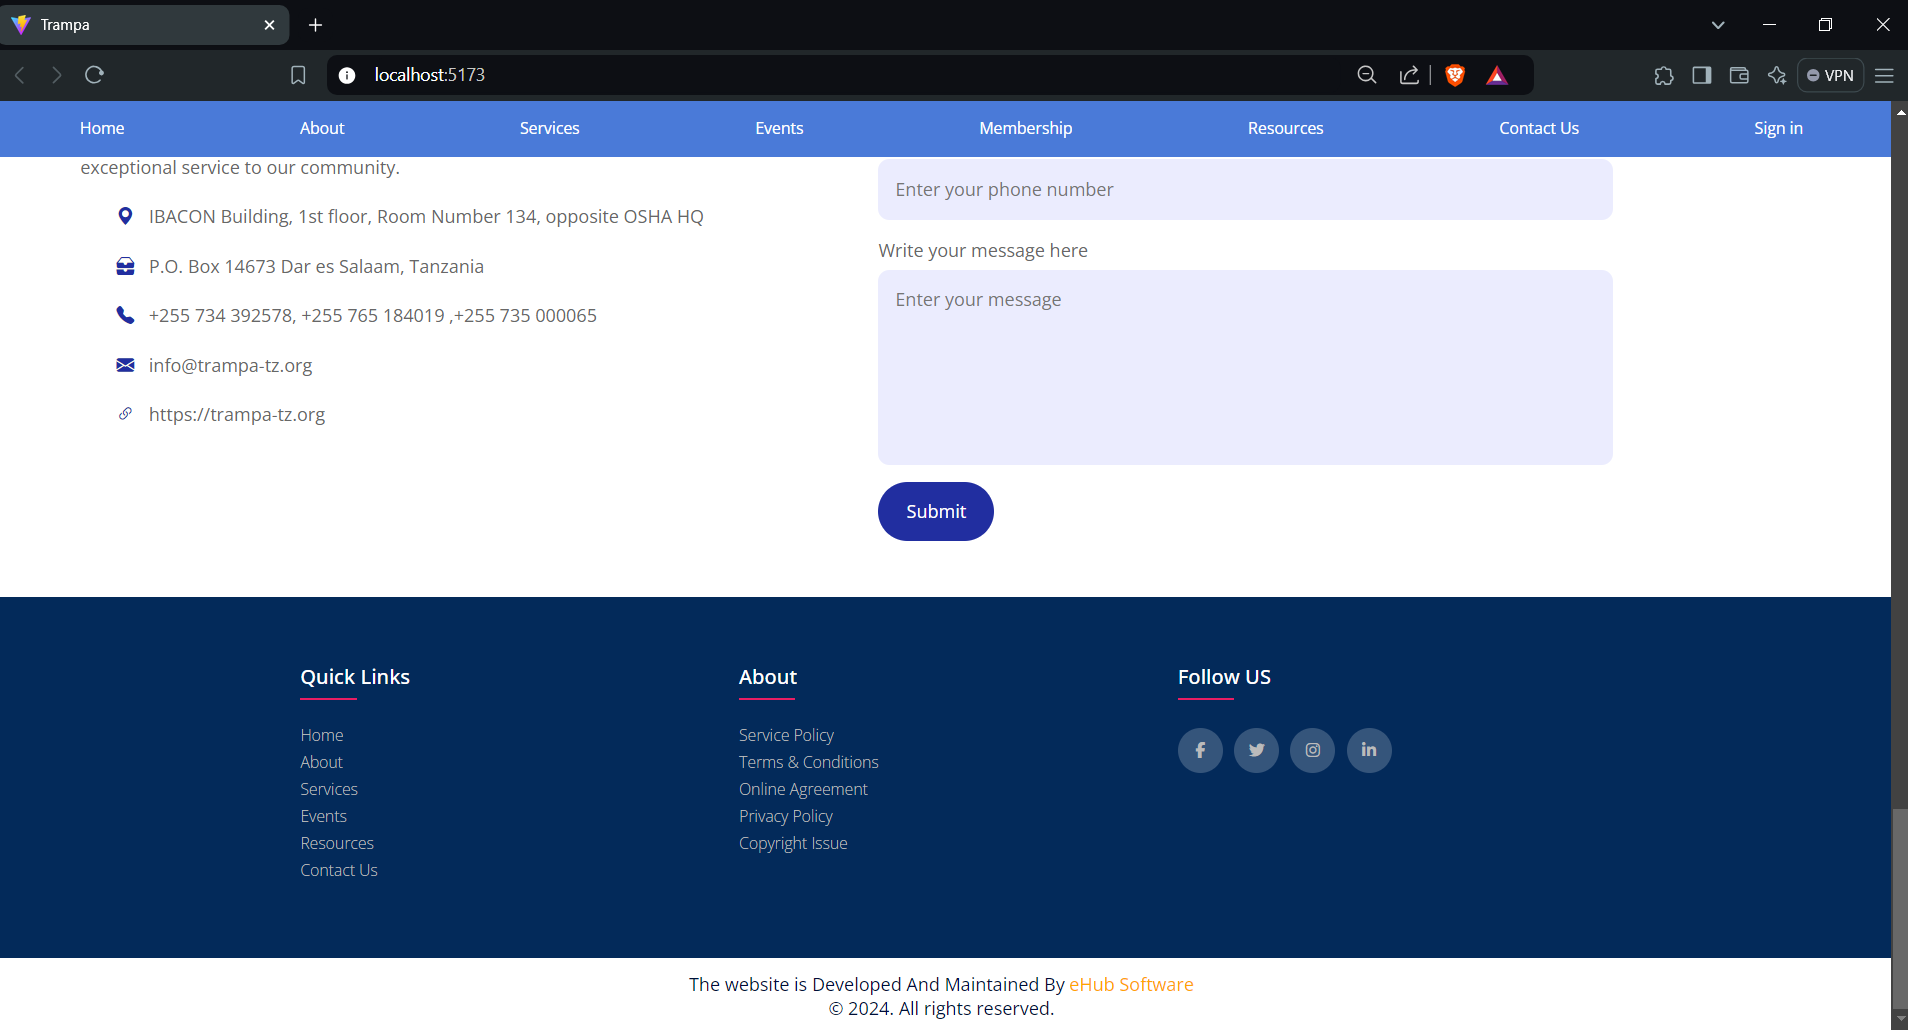 Trampa
localhost:5173
VPN
Home About Services Events Membership Resources Contact Us Sign in
exceptional service to our community.
IBACON Building, 1st floor, Room Number 134, opposite OSHA HQ
P.O. Box 14673 Dar es Salaam, Tanzania
+255 734 392578, +255 765 184019 ,+255 735 000065
info@trampa-tz.org
https://trampa-tz.org
Enter your phone number
Write your message here
Enter your message
Submit
Quick Links
Home
About
Services
Events
Resources
Contact Us
About
Service Policy
Terms & Conditions
Online Agreement
Privacy Policy
Copyright Issue
Follow US
The website is Developed And Maintained By eHub Software
© 2024. All rights reserved.